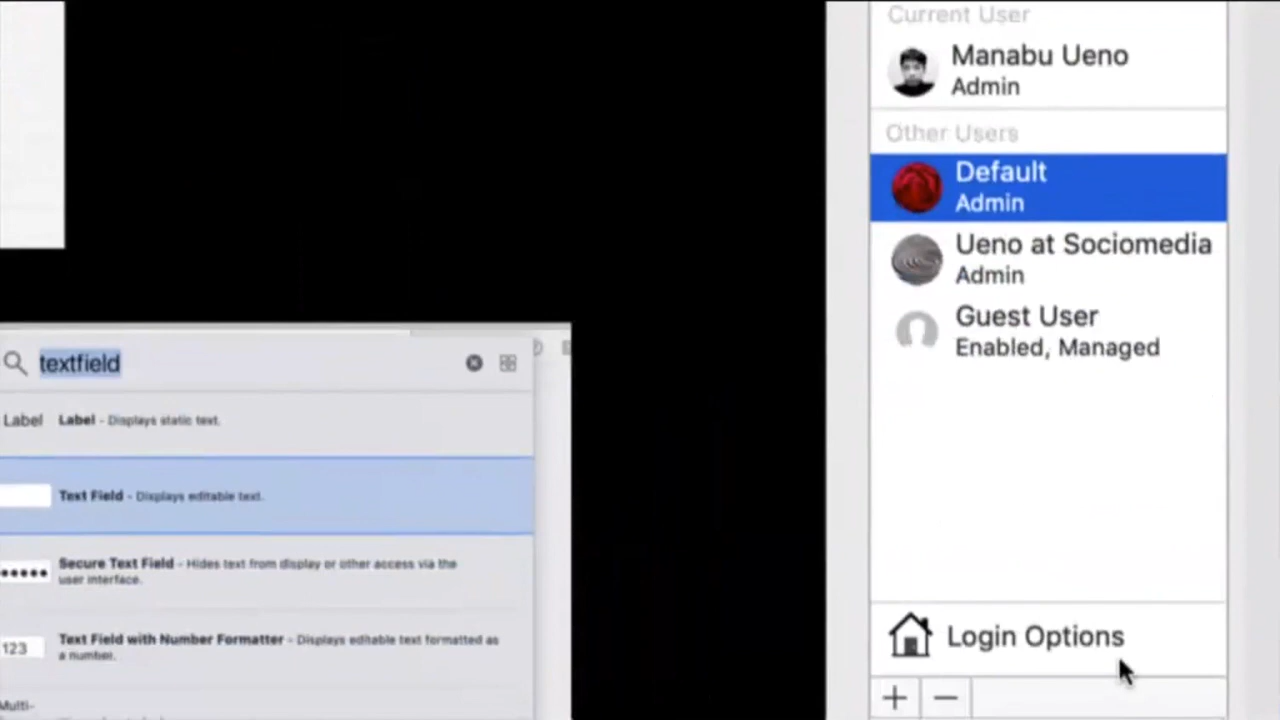 textfield
Label
Label - Displays static text.
Text Field - Displays editable text.
Secure Text Field - Hides text from display or other access via the
user interface.
123
Text Field with Number Formatter - Displays editable text formatted as
a number.
Multi-
Current User
Manabu Ueno
Admin
Other Users
Default
Admin
Ueno at Sociomedia
Admin
Guest User
Enabled, Managed
Login Options